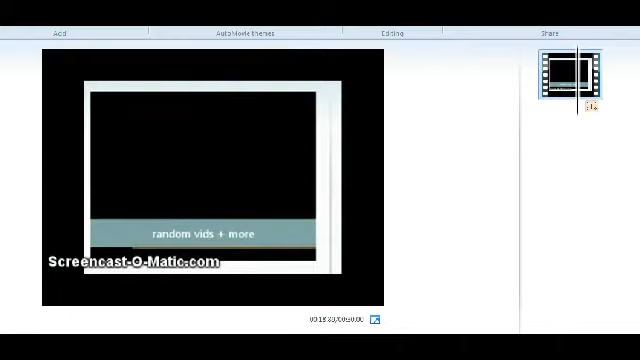 Add AutoMovie themes Editing Share
random vids + more
Screencast-O-Matic.com